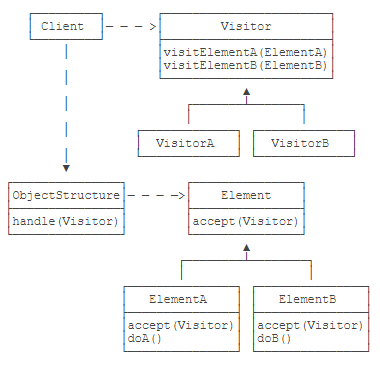 Client
Visitor
visitElementA(ElementA)
visitElementB(ElementB)
VisitorA
VisitorB
ObjectStructure
Element
handle(Visitor)
accept(Visitor)
ElementA
ElementB
accept(Visitor)
accept(Visitor)
doA()
doB()